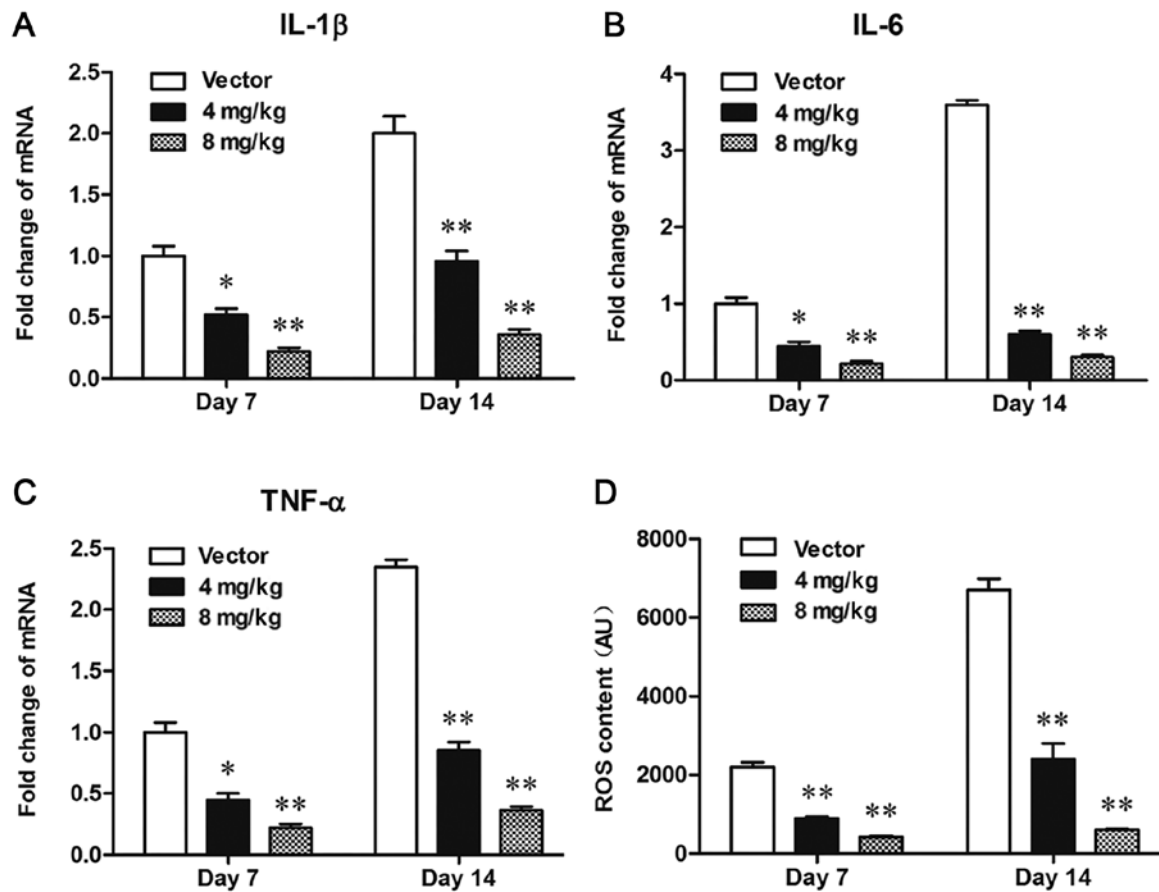 A
IL-1β
Fold change of mRNA
2.5
2.0
1.5
1.0
0.5
0.0
Vector
4 mg/kg
8 mg/kg
*
**
**
**
Day 7
Day 14
B
IL-6
Fold change of mRNA
4
3
2
1
0
Vector
4 mg/kg
8 mg/kg
*
**
**
**
Day 7
Day 14
C
TNF-α
Fold change of mRNA
2.5
2.0
1.5
1.0
0.5
0.0
Vector
4 mg/kg
8 mg/kg
*
**
**
**
Day 7
Day 14
D
ROS content (AU)
8000
6000
4000
2000
0
Vector
4 mg/kg
8 mg/kg
**
**
**
**
Day 7
Day 14